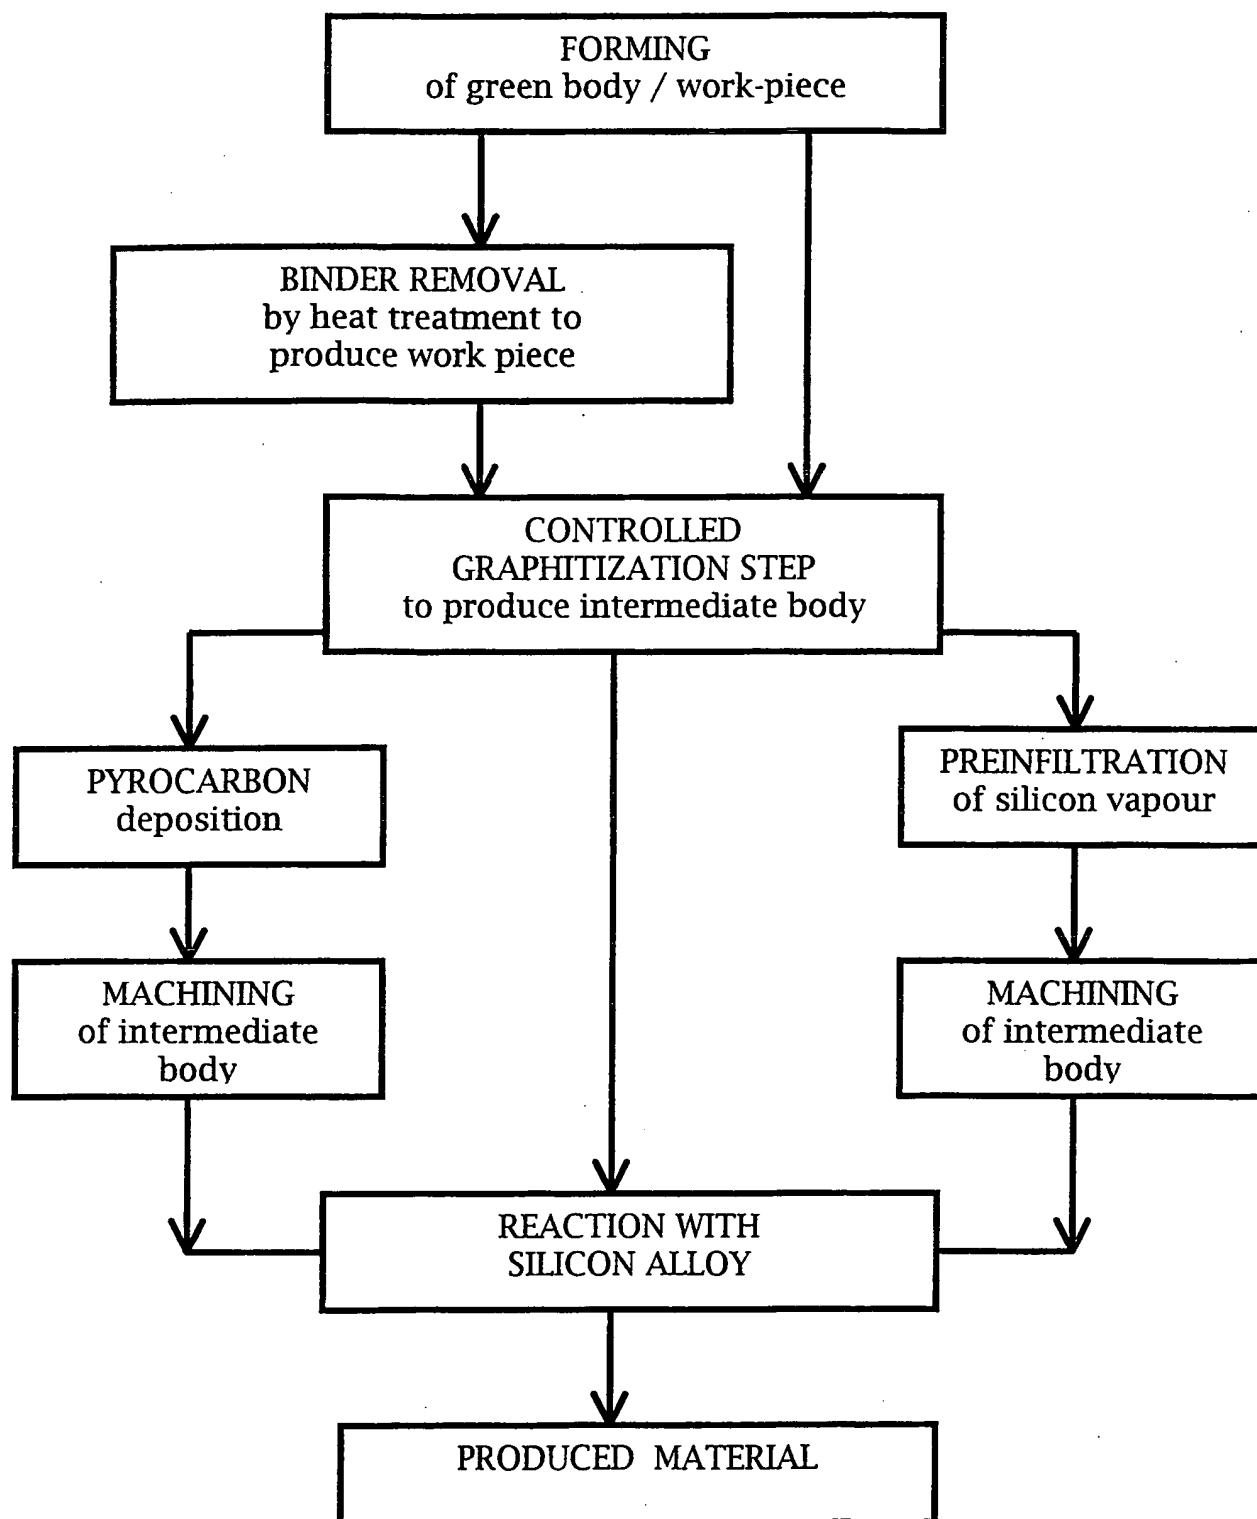 FORMING
of green body / work-piece
BINDER REMOVAL
by heat treatment to
produce work piece
CONTROLLED
GRAPHITIZATION STEP
to produce intermediate body
PYROCARBON
deposition
PREINFILTRATION
of silicon vapour
MACHINING
of intermediate
body
MACHINING
of intermediate
body
REACTION WITH
SILICON ALLOY
PRODUCED MATERIAL